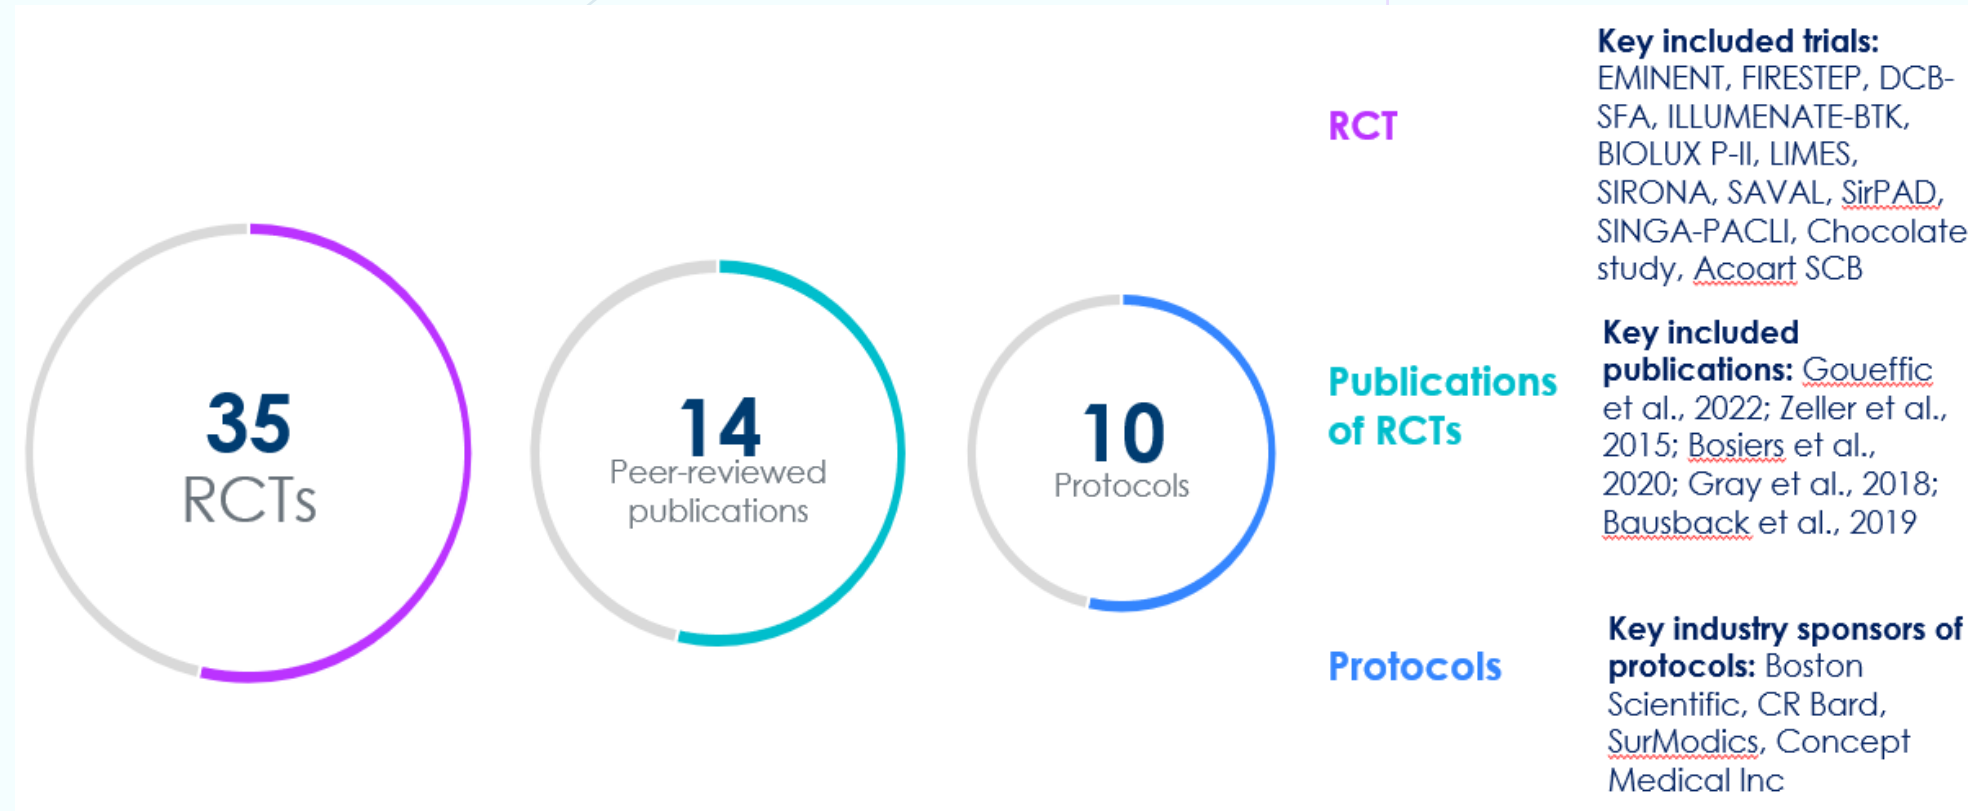 35
RCTs
14
Peer-reviewed
publications
10
Protocols
RCT
Key included trials:
EMINENT, FIRESTEP, DCB-
SFA, ILLUMENATE-BTK,
BIOLUX P-II, LIMES,
SIRONA, SAVAL, SirPAD,
SINGA-PACLI, Chocolate
study, Acoart SCB
Publications
of RCTs
Key included
publications: Goueffic
et al., 2022; Zeller et al.,
2015; Bosiers et al.,
2020; Gray et al., 2018;
Bausback et al., 2019
Protocols
Key industry sponsors of
protocols: Boston
Scientific, CR Bard,
SurModics, Concept
Medical Inc